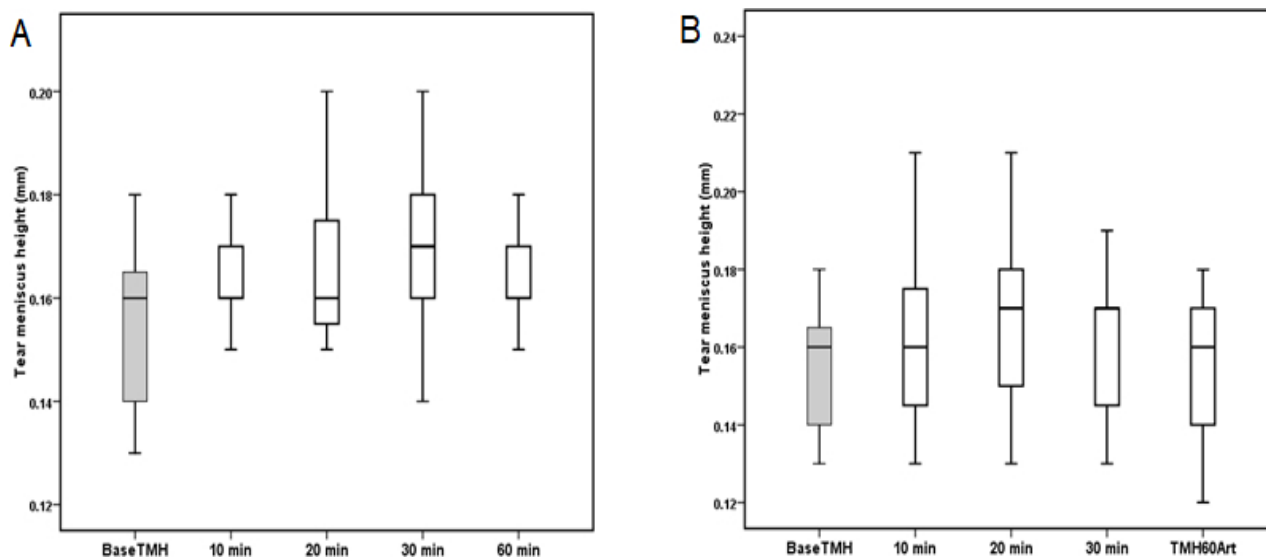 A
Tear meniscus height (mm)
0.20
0.18
0.16
0.14
0.12
BaseTMH 10 min 20 min 30 min 60 min
B
Tear meniscus height (mm)
0.24
0.22
0.20
0.18
0.16
0.14
0.12
BaseTMH 10 min 20 min 30 min TMH60Art